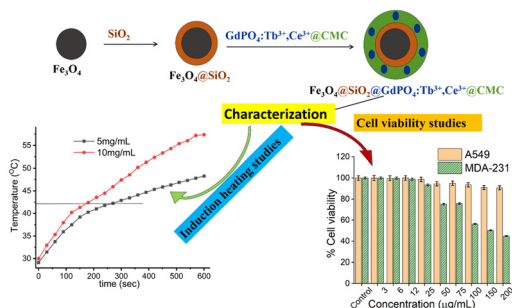 SiO2
GdPO4:Tb3+,Ce3+@CMC
Fe3O4
Fe3O4@SiO2
Fe3O4@SiO2@GdPO4:Tb3+,Ce3+@CMC
Characterization
Cell viability studies
Induction heating studies
5mg/mL
10mg/mL
Temperature (OC)
60
55
50
45
40
35
30
0 100 200 300 400 500 600
time (sec)
A549
MDA-231
% Cell viability
120
100
80
60
40
20
0
Control 3 6 12 25 50 75 100 150 200
Concentration (µg/mL)